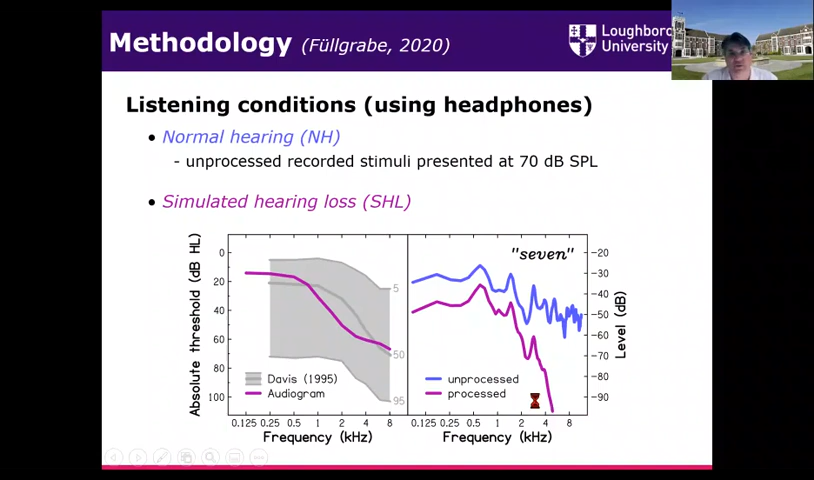 Methodology (Füllgrabe, 2020)
Loughboro
University
Listening conditions (using headphones)
• Normal hearing (NH)
- unprocessed recorded stimuli presented at 70 dB SPL
• Simulated hearing loss (SHL)
Absolute threshold (dB HL)
0
20
40
60
80
100
5
50
95
Davis (1995)
Audiogram
0.125 0.25 0.5 1 2 4 8
Frequency (kHz)
"seven"
unprocessed
processed
-20
-30
-40
-50
-60
-70
-80
-90
Level (dB)
0.125 0.25 0.5 1 2 4 8
Frequency (kHz)